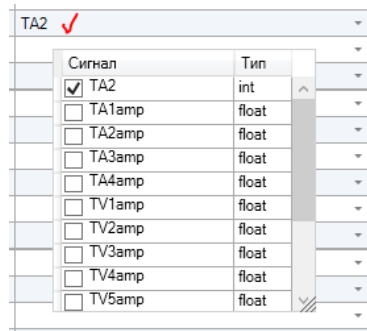 TA2
Сигнал Тип
TA2 int
TA1amp float
TA2amp float
TA3amp float
TA4amp float
TV1amp float
TV2amp float
TV3amp float
TV4amp float
TV5amp float